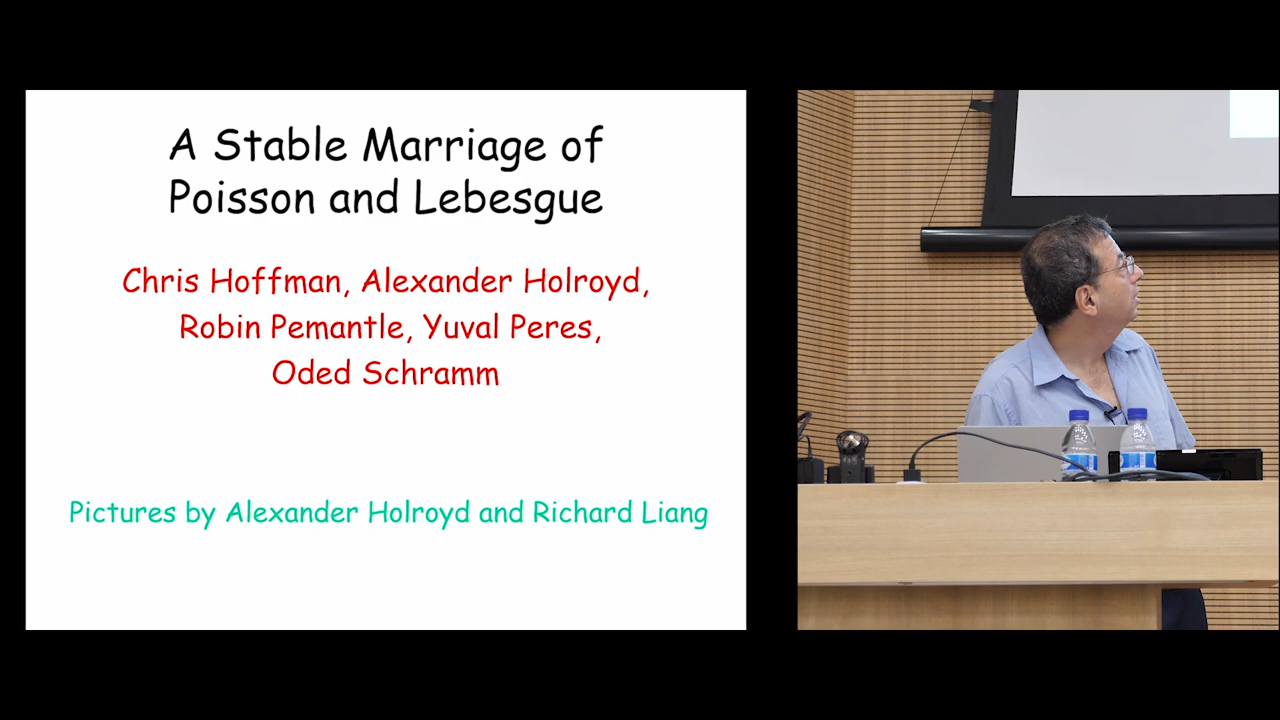 A Stable Marriage of
Poisson and Lebesgue
Chris Hoffman, Alexander Holroyd,
Robin Pemantle, Yuval Peres,
Oded Schramm
Pictures by Alexander Holroyd and Richard Liang